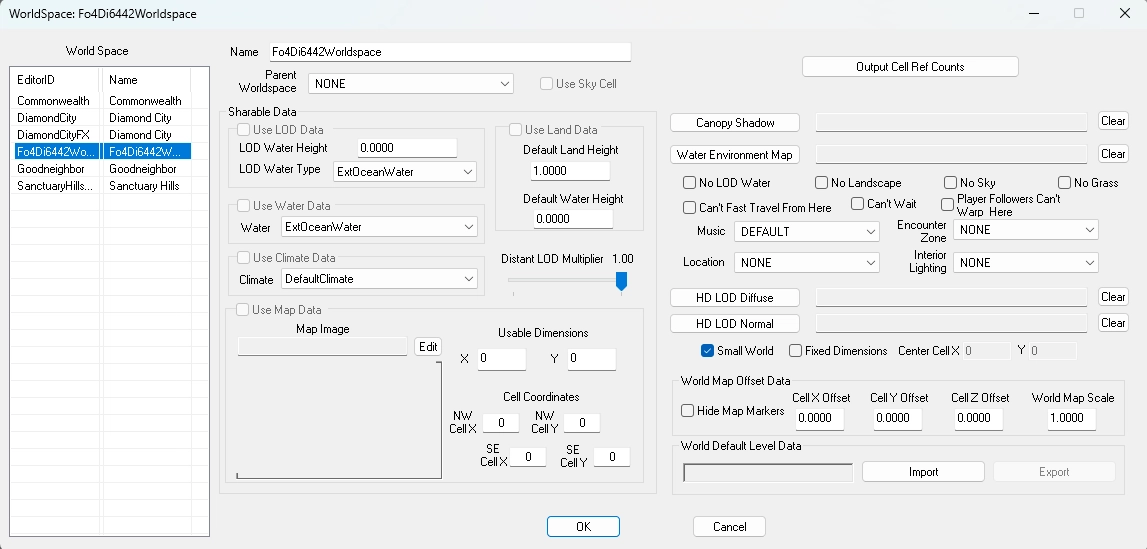 WorldSpace: Fo4Di6442Worldspace
World Space
EditorID Name
Commonwealth Commonwealth
DiamondCity Diamond City
DiamondCityFX Diamond City
Fo4Di6442Wo... Fo4Di6442W...
Goodneighbor Goodneighbor
SanctuaryHills... Sanctuary Hills
Name Fo4Di6442Worldspace
Parent Worldspace NONE Use Sky Cell
Sharable Data
Use LOD Data
LOD Water Height 0.0000
LOD Water Type ExtOceanWater
Use Water Data
Water ExtOceanWater
Use Climate Data
Climate DefaultClimate
Use Land Data
Default Land Height
1.0000
Default Water Height
0.0000
Distant LOD Multiplier 1.00
Use Map Data
Map Image
Edit
Usable Dimensions
X 0 Y 0
Cell Coordinates
NW Cell X 0 NW Cell Y 0
SE Cell X 0 SE Cell Y 0
Output Cell Ref Counts
Canopy Shadow Clear
Water Environment Map Clear
No LOD Water No Landscape No Sky No Grass
Can't Fast Travel From Here Can't Wait Player Followers Can't Warp Here
Music DEFAULT Encounter Zone NONE
Location NONE Interior Lighting NONE
HD LOD Diffuse Clear
HD LOD Normal Clear
Small World Fixed Dimensions Center Cell X 0 Y 0
World Map Offset Data
Hide Map Markers
Cell X Offset Cell Y Offset Cell Z Offset World Map Scale
0.0000 0.0000 0.0000 1.0000
World Default Level Data
Import Export
OK Cancel